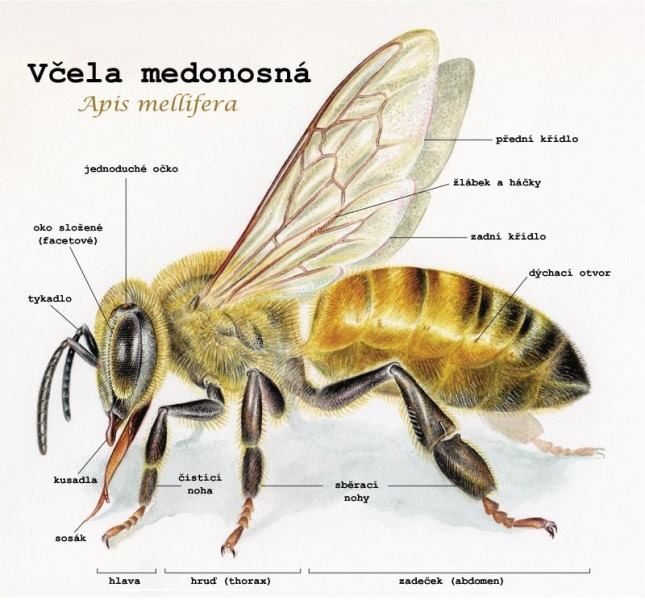 Včela medonosná
Apis mellifera
jednoduché očko
přední křídlo
žlábek a háčky
oko složené
(facetové)
zadní křídlo
dýchací otvor
tykadlo
kusadla
čistící
noha
sběrací
nohy
sosák
hlava
hruď (thorax)
zadeček (abdomen)